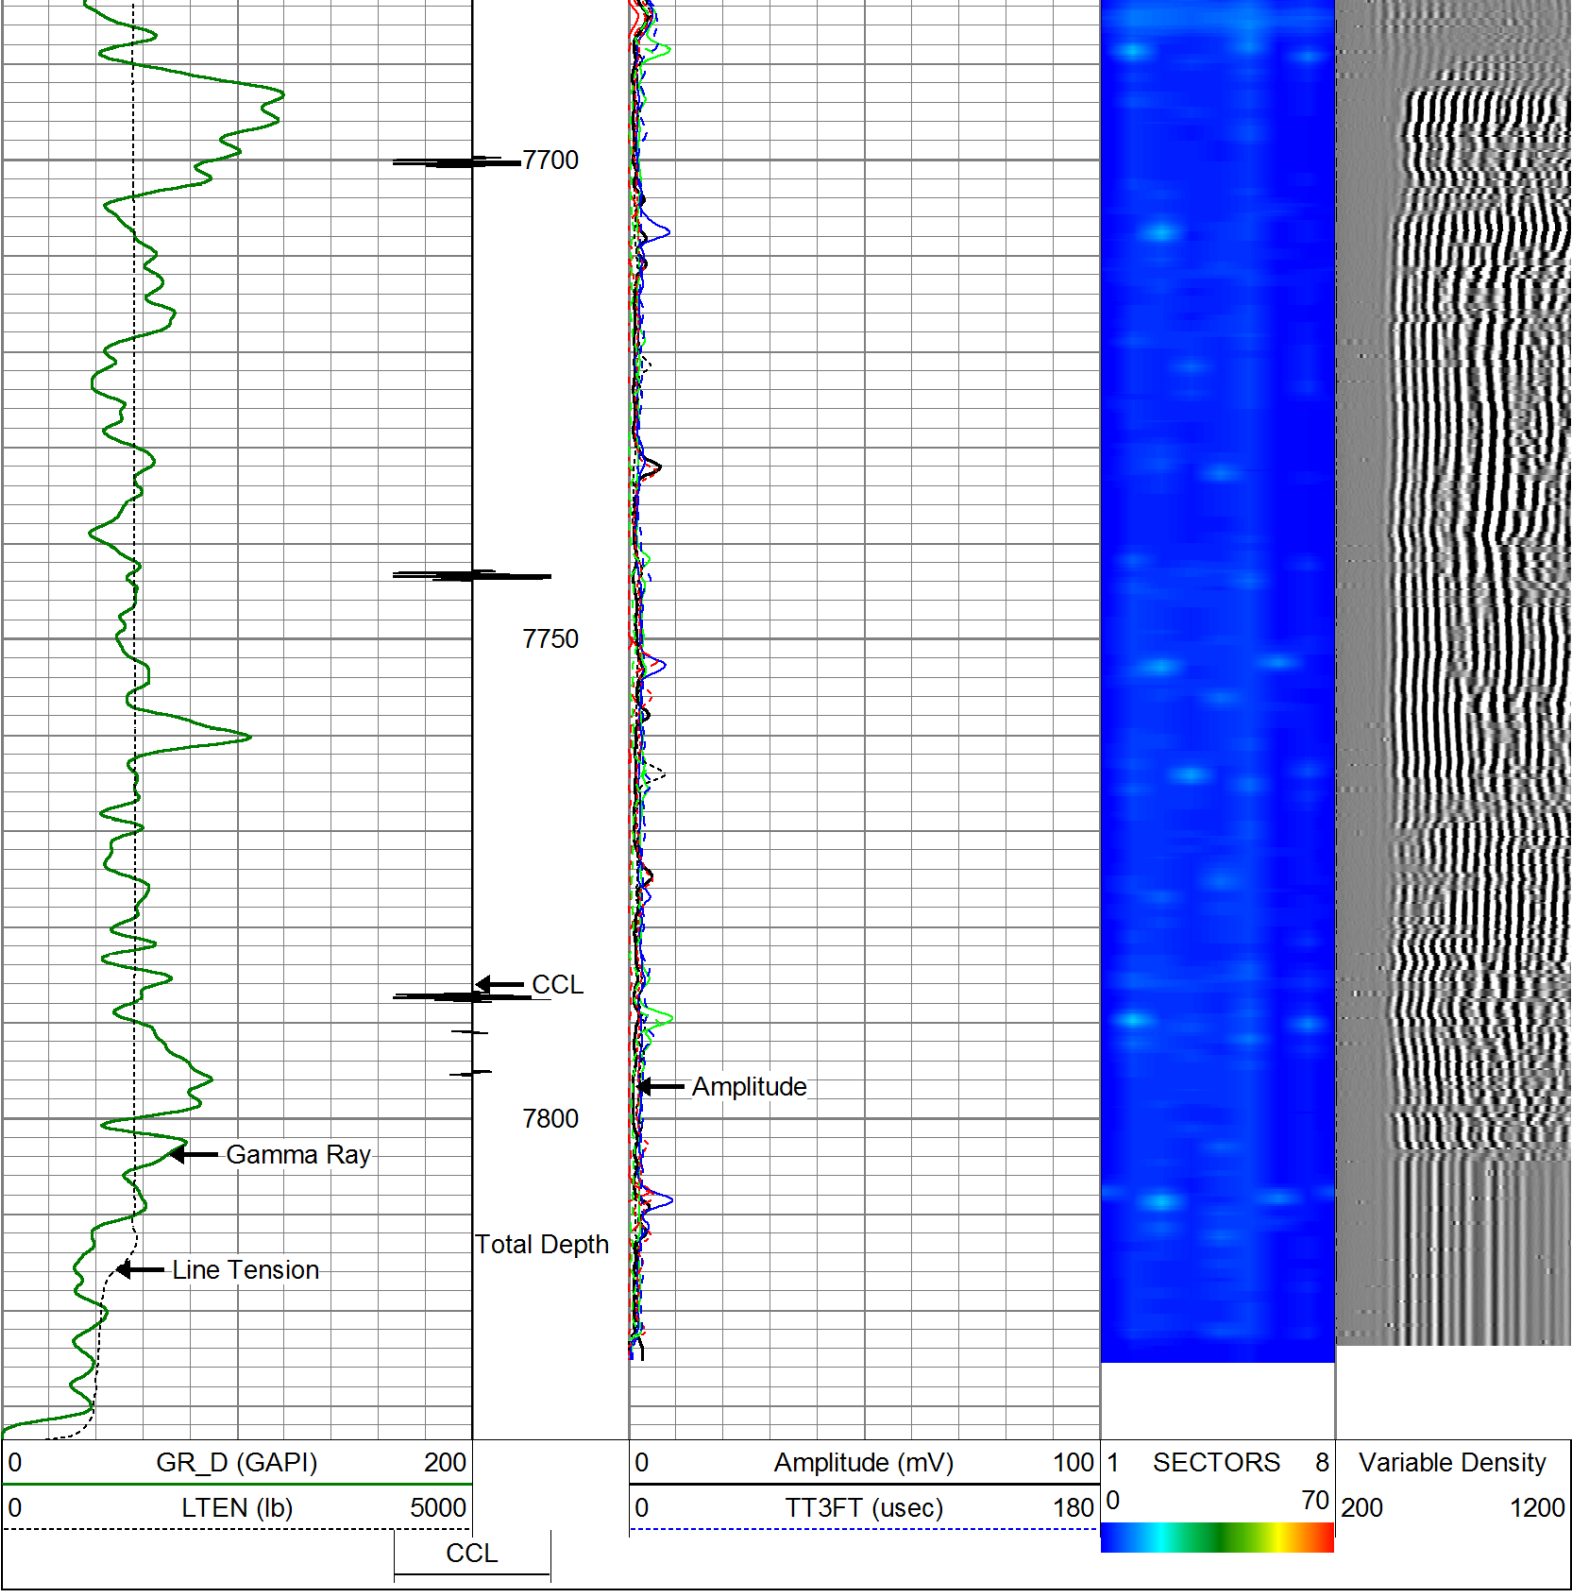 7700
7750
CCL
Amplitude
7800
Gamma Ray
Total Depth
Line Tension
0 GR_D (GAPI) 200
0 Amplitude (mV) 100
1 SECTORS 8
Variable Density
0 LTEN (lb) 5000
0 TT3FT (usec) 180
0 70
200 1200
CCL